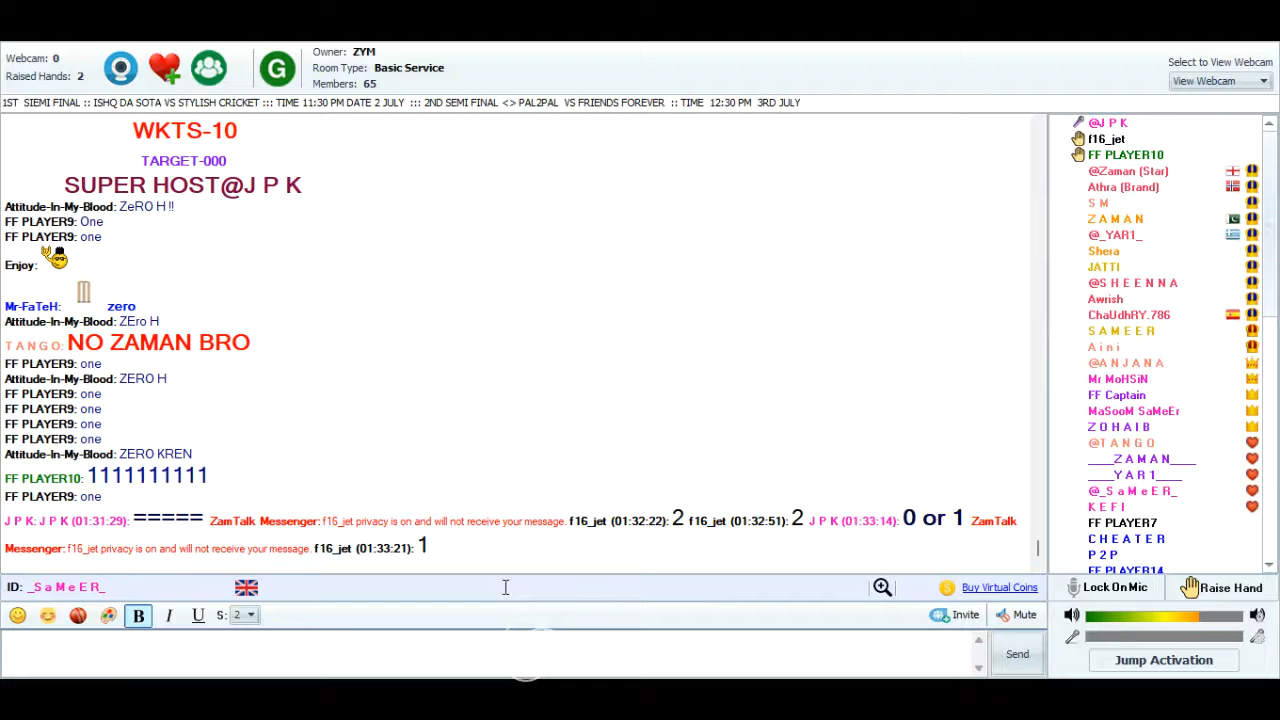 Webcam: 0
Raised Hands: 2
G
Owner: ZYM
Room Type: Basic Service
Members: 65
Select to View Webcam
View Webcam
1ST SIEMI FINAL :: ISHQ DA SOTA VS STYLISH CRICKET ::: TIME 11:30 PM DATE 2 JULY ::: 2ND SEMI FINAL <> PAL2PAL VS FRIENDS FOREVER :: TIME 12:30 PM 3RD JULY
WKTS-10
TARGET-000
SUPER HOST@J P K
Attitude-In-My-Blood: ZeRO H !!
FF PLAYER9: One
FF PLAYER9: one
Enjoy:
Mr-FaTeH: zero
Attitude-In-My-Blood: ZEro H
T A N G O: NO ZAMAN BRO
FF PLAYER9: one
Attitude-In-My-Blood: ZERO H
FF PLAYER9: one
FF PLAYER9: one
FF PLAYER9: one
FF PLAYER9: one
Attitude-In-My-Blood: ZERO KREN
FF PLAYER10: 1111111111
FF PLAYER9: one
J P K: J P K (01:31:29): ===== ZamTalk Messenger: f16_jet privacy is on and will not receive your message. f16_jet (01:32:22): 2 f16_jet (01:32:51): 2 J P K (01:33:14): 0 or 1 ZamTalk
Messenger: f16_jet privacy is on and will not receive your message. f16_jet (01:33:21): 1
@J P K
f16_jet
FF PLAYER10
@Zaman (Star)
Athra (Brand)
S M
Z A M A N
@_YAR1_
Shera
JATTI
@S H E E N N A
Awrish
ChaUdhRY.786
S A M E E R
A i n i
@A N J A N A
Mr MoHSiN
FF Captain
MaSooM SaMeEr
Z O H A I B
@T A N G O
____Z A M A N____
____Y A R 1____
@_S a M e E R_
K E F I
FF PLAYER7
C H E A T E R
P 2 P
FF PLAYER14
ID: _S a M e E R_
Buy Virtual Coins
Lock On Mic
Raise Hand
B I U S: 2
Invite
Mute
Send
Jump Activation